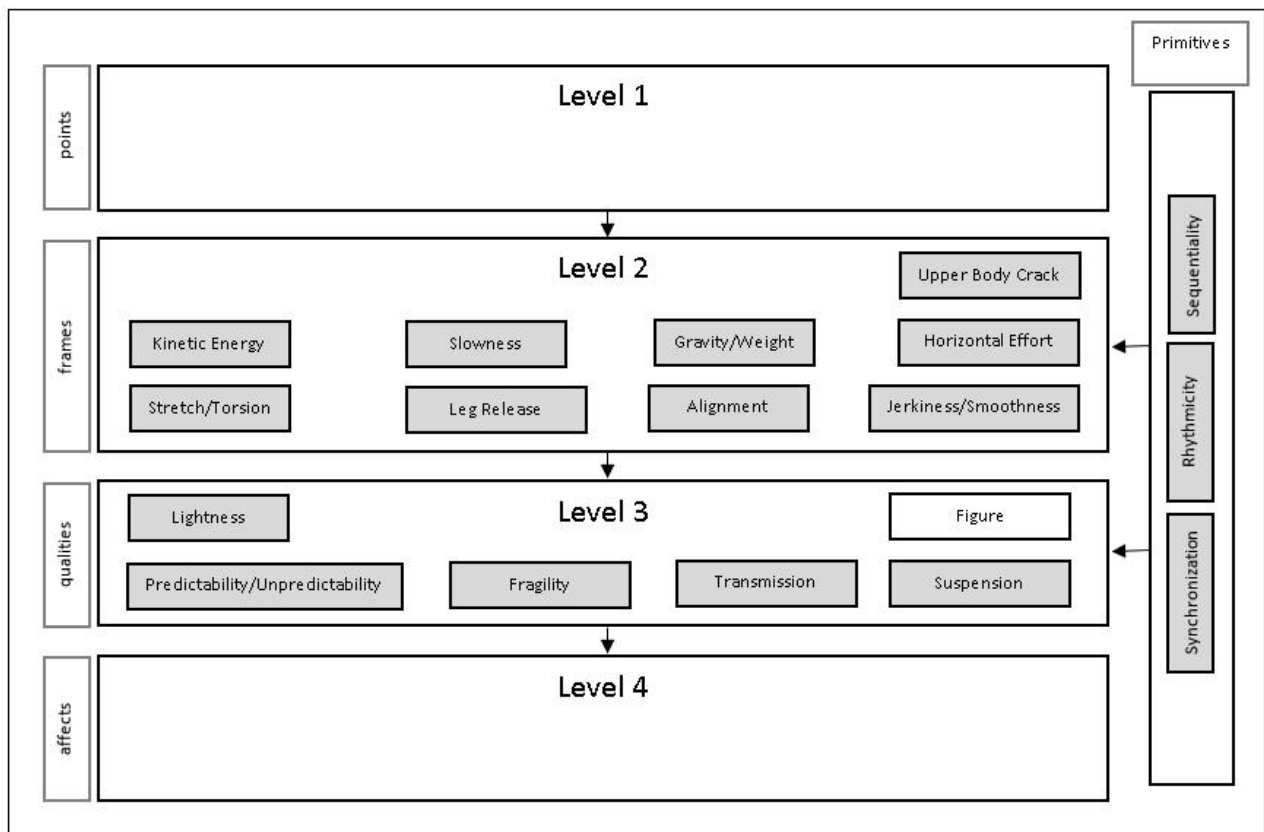 Primitives
points
Level 1
frames
Level 2
Upper Body Crack
Kinetic Energy
Slowness
Gravity/Weight
Horizontal Effort
Stretch/Torsion
Leg Release
Alignment
Jerkiness/Smoothness
qualities
Level 3
Lightness
Figure
Predictability/Unpredictability
Fragility
Transmission
Suspension
affects
Level 4
Sequentiality
Rhythmicity
Synchronization